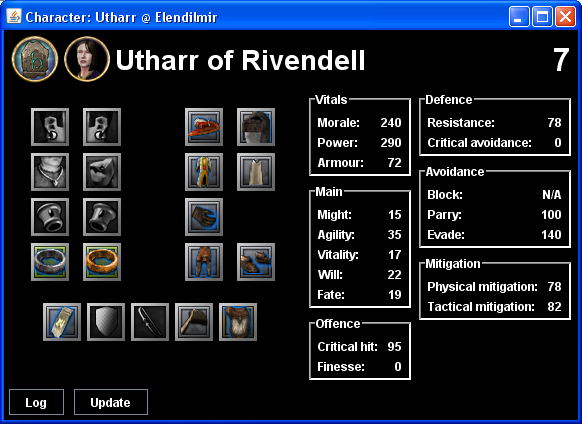 Character: Utharr @ Elendilmir
Utharr of Rivendell 7
Vitals
Morale: 240
Power: 290
Armour: 72
Main
Might: 15
Agility: 35
Vitality: 17
Will: 22
Fate: 19
Offence
Critical hit: 95
Finesse: 0
Defence
Resistance: 78
Critical avoidance: 0
Avoidance
Block: N/A
Parry: 100
Evade: 140
Mitigation
Physical mitigation: 78
Tactical mitigation: 82
Log Update